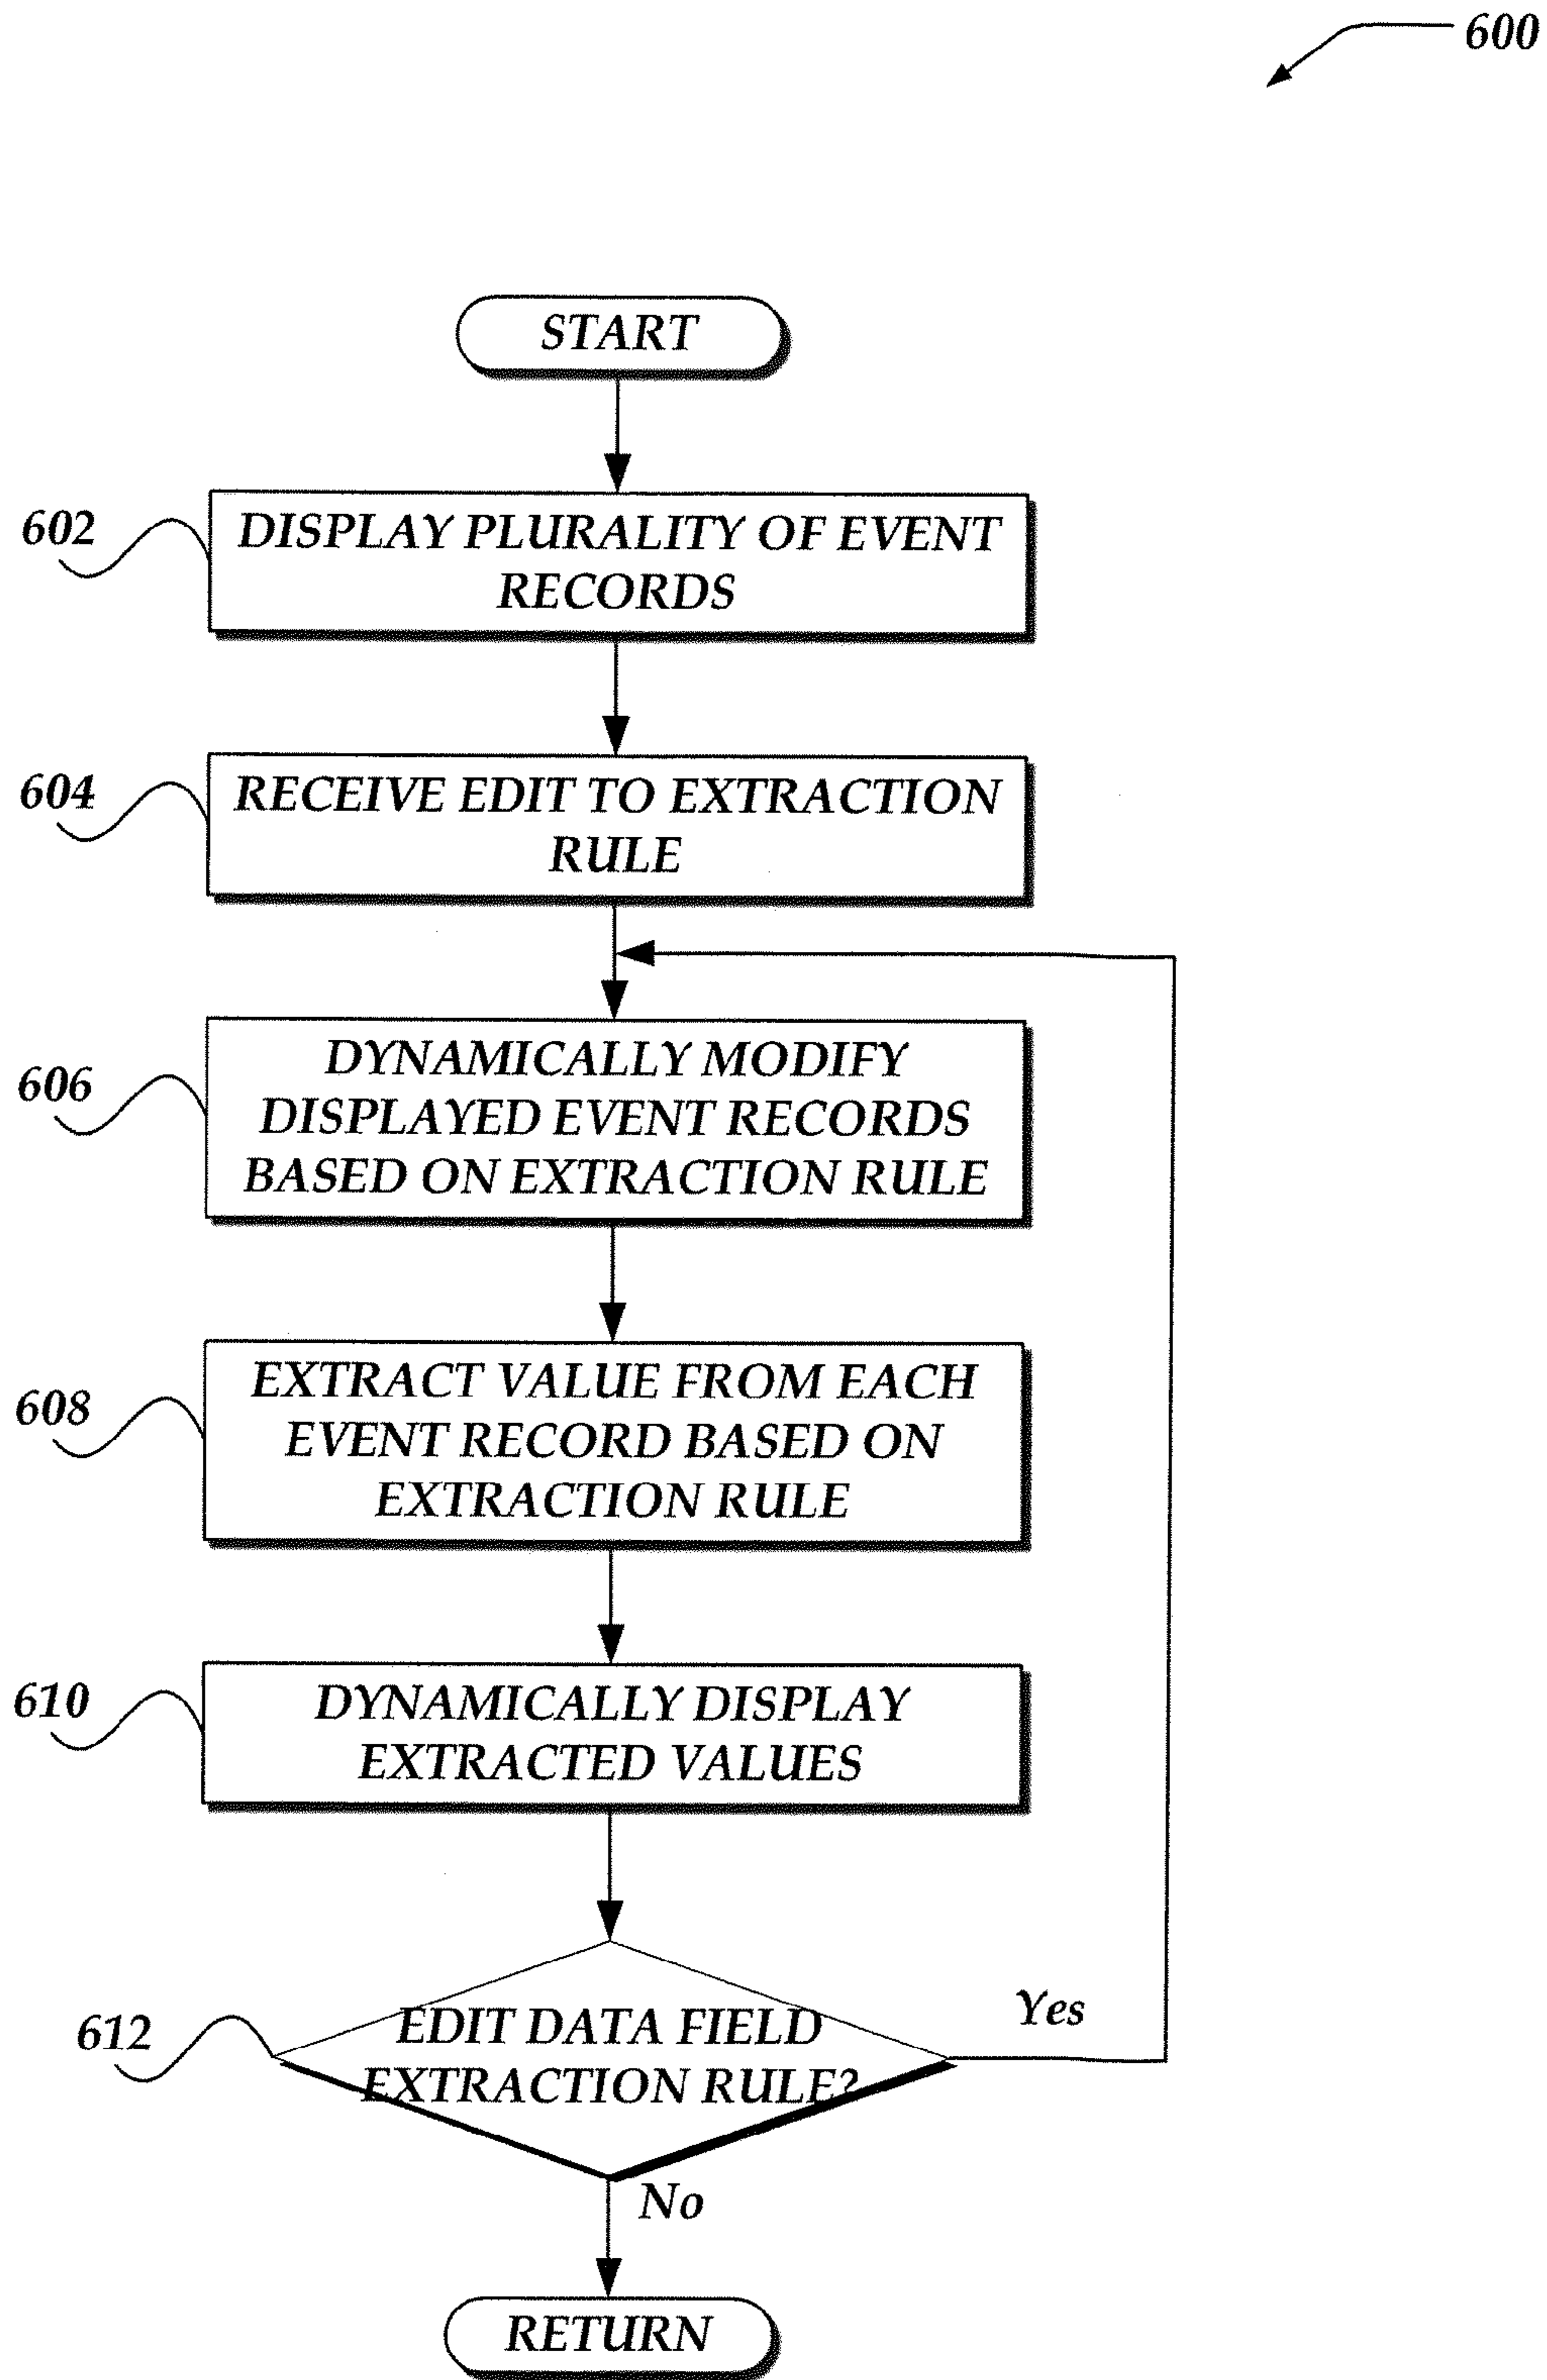 600
START
602
DISPLAY PLURALITY OF EVENT
RECORDS
604
RECEIVE EDIT TO EXTRACTION
RULE
606
DYNAMICALLY MODIFY
DISPLAYED EVENT RECORDS
BASED ON EXTRACTION RULE
608
EXTRACT VALUE FROM EACH
EVENT RECORD BASED ON
EXTRACTION RULE
610
DYNAMICALLY DISPLAY
EXTRACTED VALUES
612
EDIT DATA FIELD
EXTRACTION RULE?
Yes
No
RETURN